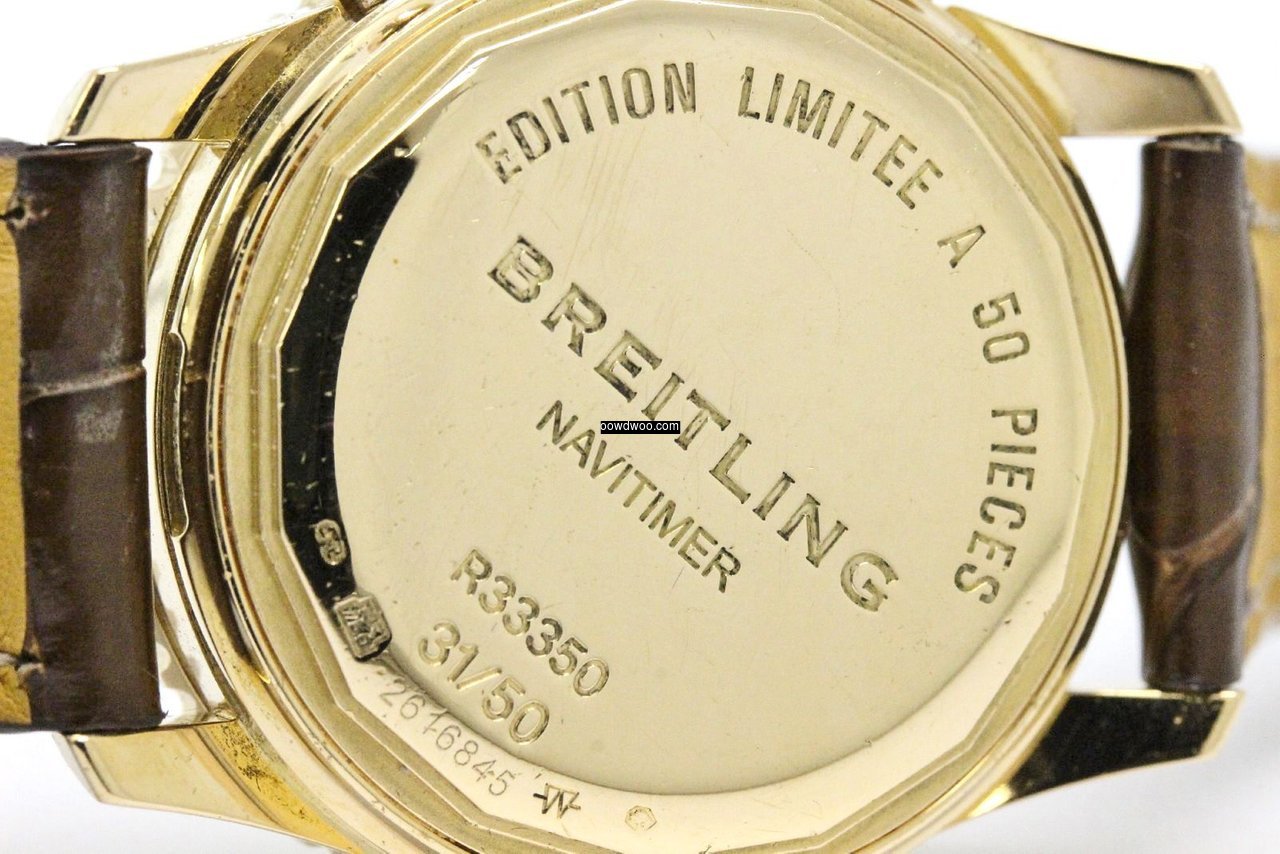 EDITION LIMITEE A 50 PIECES
BREITLING
NAVITIMER
R33350
31/50
2616845
oowdwoo.com